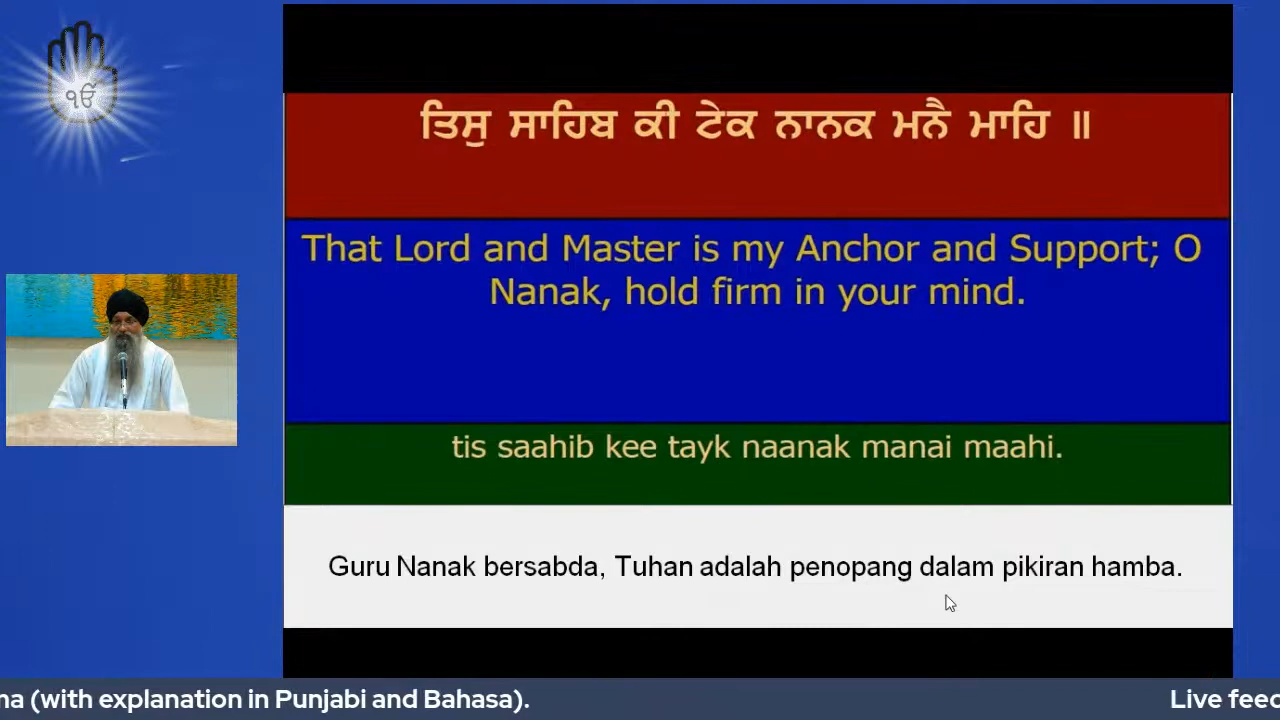 ੴ
ਤਿਸੁ ਸਾਹਿਬ ਕੀ ਟੇਕ ਨਾਨਕ ਮਨੈ ਮਾਹਿ ॥
That Lord and Master is my Anchor and Support; O
Nanak, hold firm in your mind.
tis saahib kee tayk naanak manai maahi.
Guru Nanak bersabda, Tuhan adalah penopang dalam pikiran hamba.
(with explanation in Punjabi and Bahasa).
Live